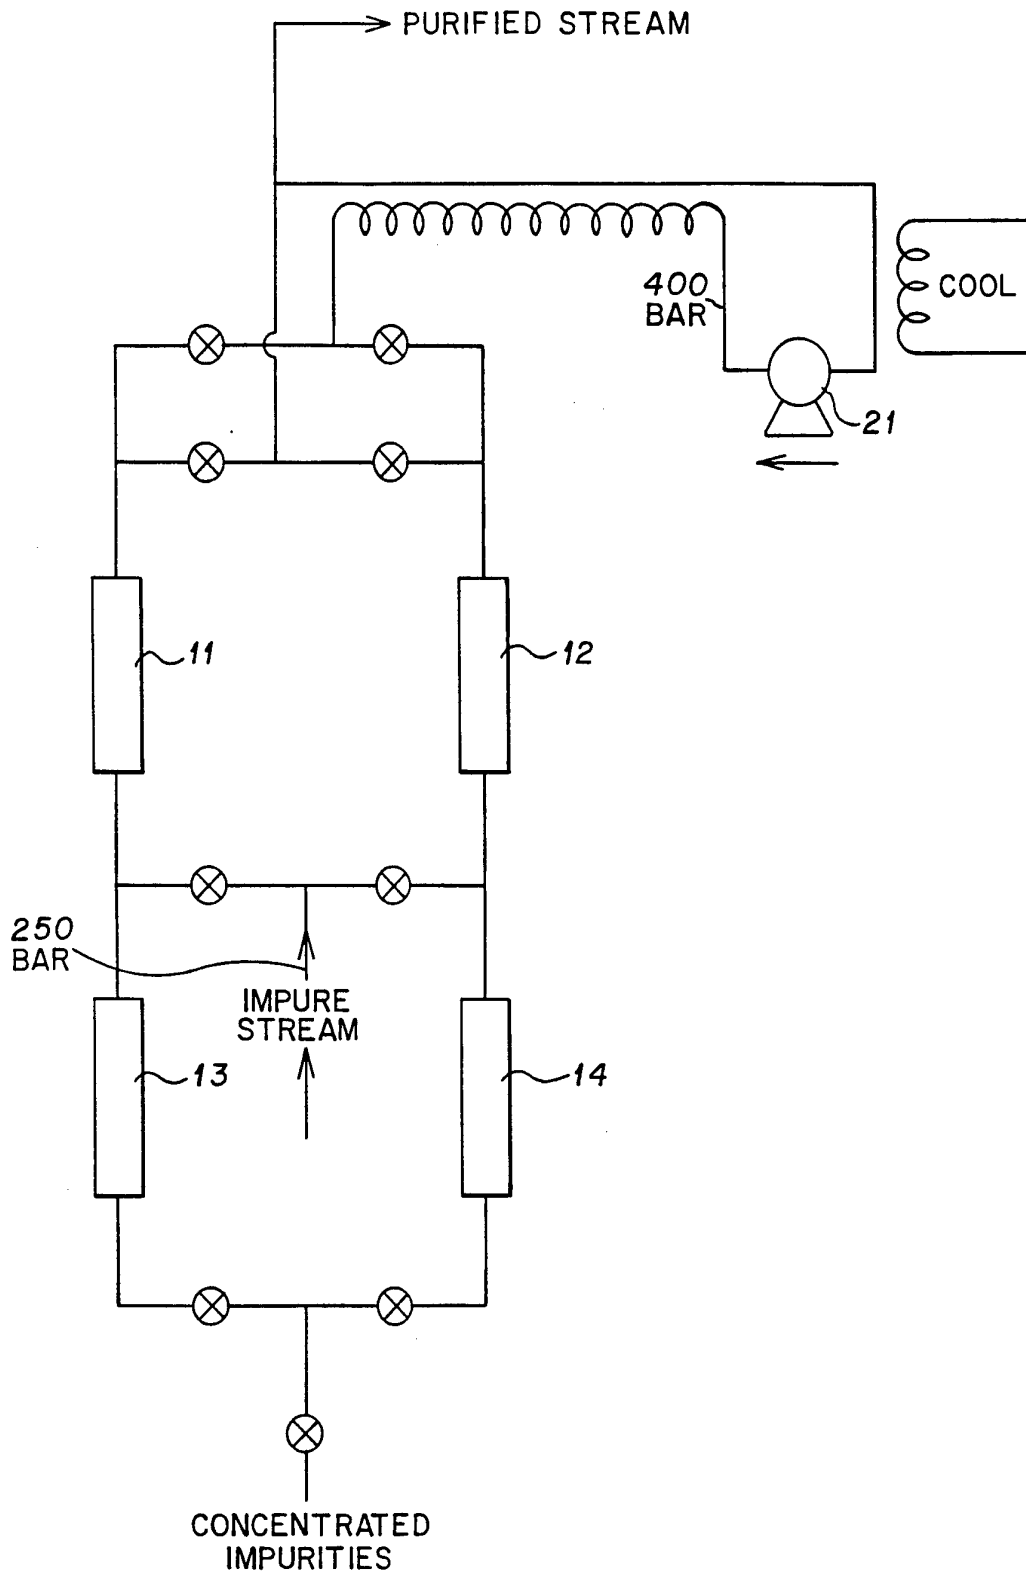 PURIFIED STREAM
400
BAR
COOL
21
11
12
250
BAR
IMPURE
STREAM
13
14
CONCENTRATED
IMPURITIES